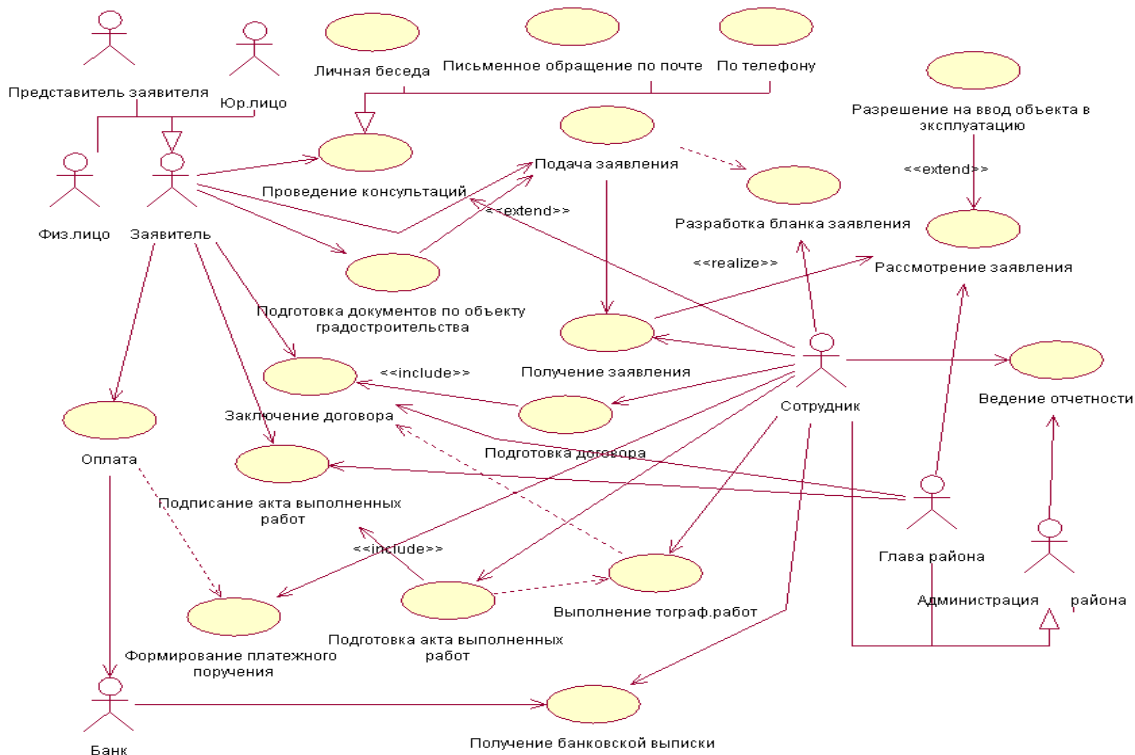 Личная беседа
Письменное обращение по почте
По телефону
Представитель заявителя
Юр.лицо
Разрешение на ввод объекта в
эксплуатацию
Подача заявления
<<extend>>
Проведение консультаций
<<extend>>
Физ.лицо
Заявитель
Разработка бланка заявления
<<realize>>
Рассмотрение заявления
Подготовка документов по объекту
градостроительства
<<include>>
Получение заявления
Сотрудник
Ведение отчетности
Заключение договора
Подготовка договора
Оплата
Подписание акта выполненных
работ
<<include>>
Глава района
Администрация района
Выполнение тограф.работ
Подготовка акта выполненных
работ
Формирование платежного
поручения
Получение банковской выписки
Банк